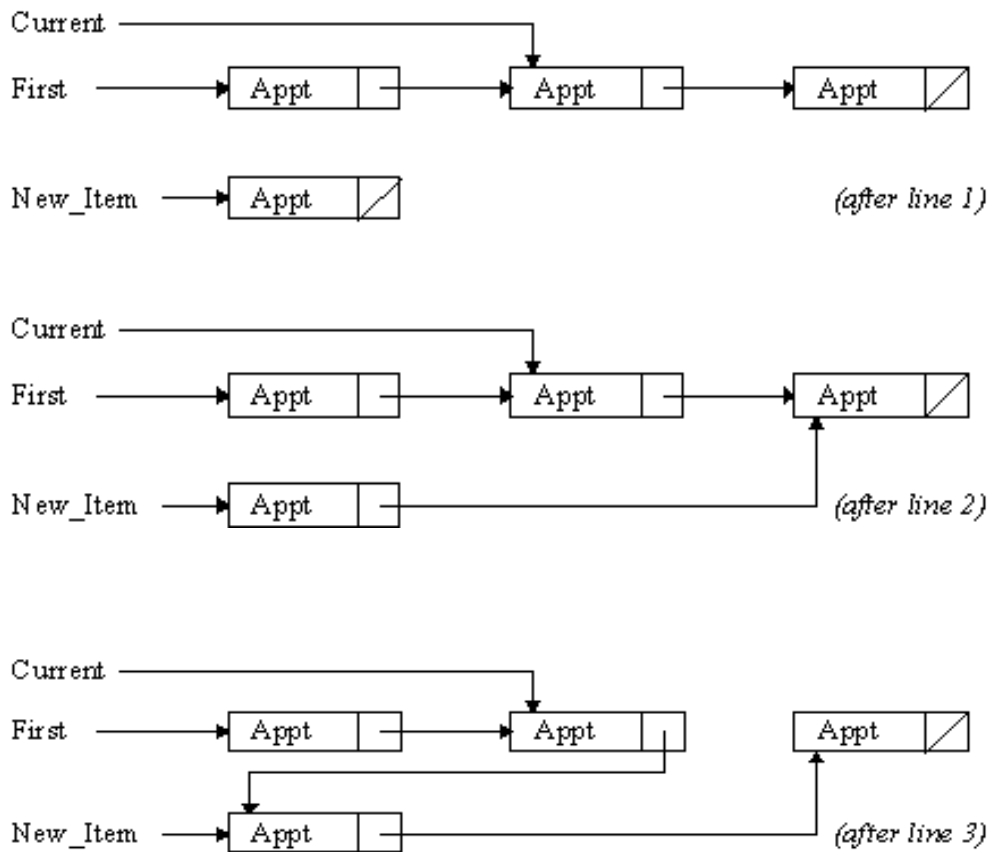 Current
First Appt Appt Appt
New_Item Appt (after line 1)
Current
First Appt Appt Appt
New_Item Appt (after line 2)
Current
First Appt Appt Appt
New_Item Appt (after line 3)